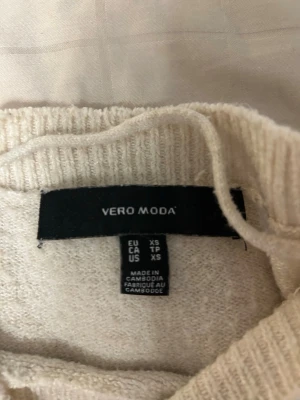 VERO MODA
EU XS
CA TP
US XS
MADE IN
CAMBODIA
FABRIQUÉ AU
CAMBODGE